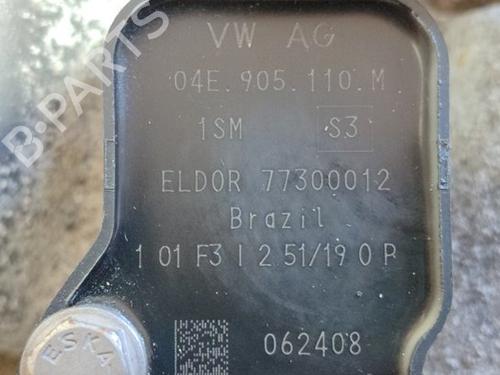 VW AG
04E.905.110.M
1SM S3
ELDOR 77300012
Brazil
1 01 F3 I 2 51/19 0 R
062408
ESKA
B-PARTS